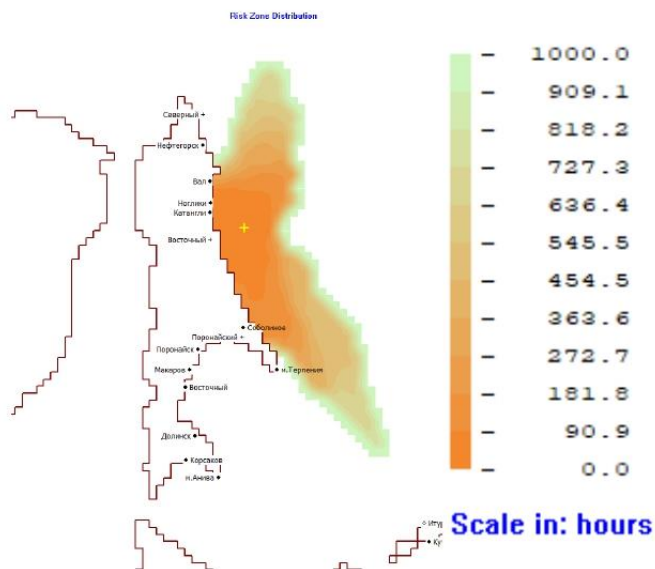 Risk Zone Distribution
Северный
Нефтегорск
Вал
Ноглики
Катангли
Восточный
Соболиное
Поронайский
Поронайск
Макаров
м.Терпения
Восточный
Долинск
Корсаков
м.Анива
1000.0
909.1
818.2
727.3
636.4
545.5
454.5
363.6
272.7
181.8
90.9
0.0
Scale in: hours